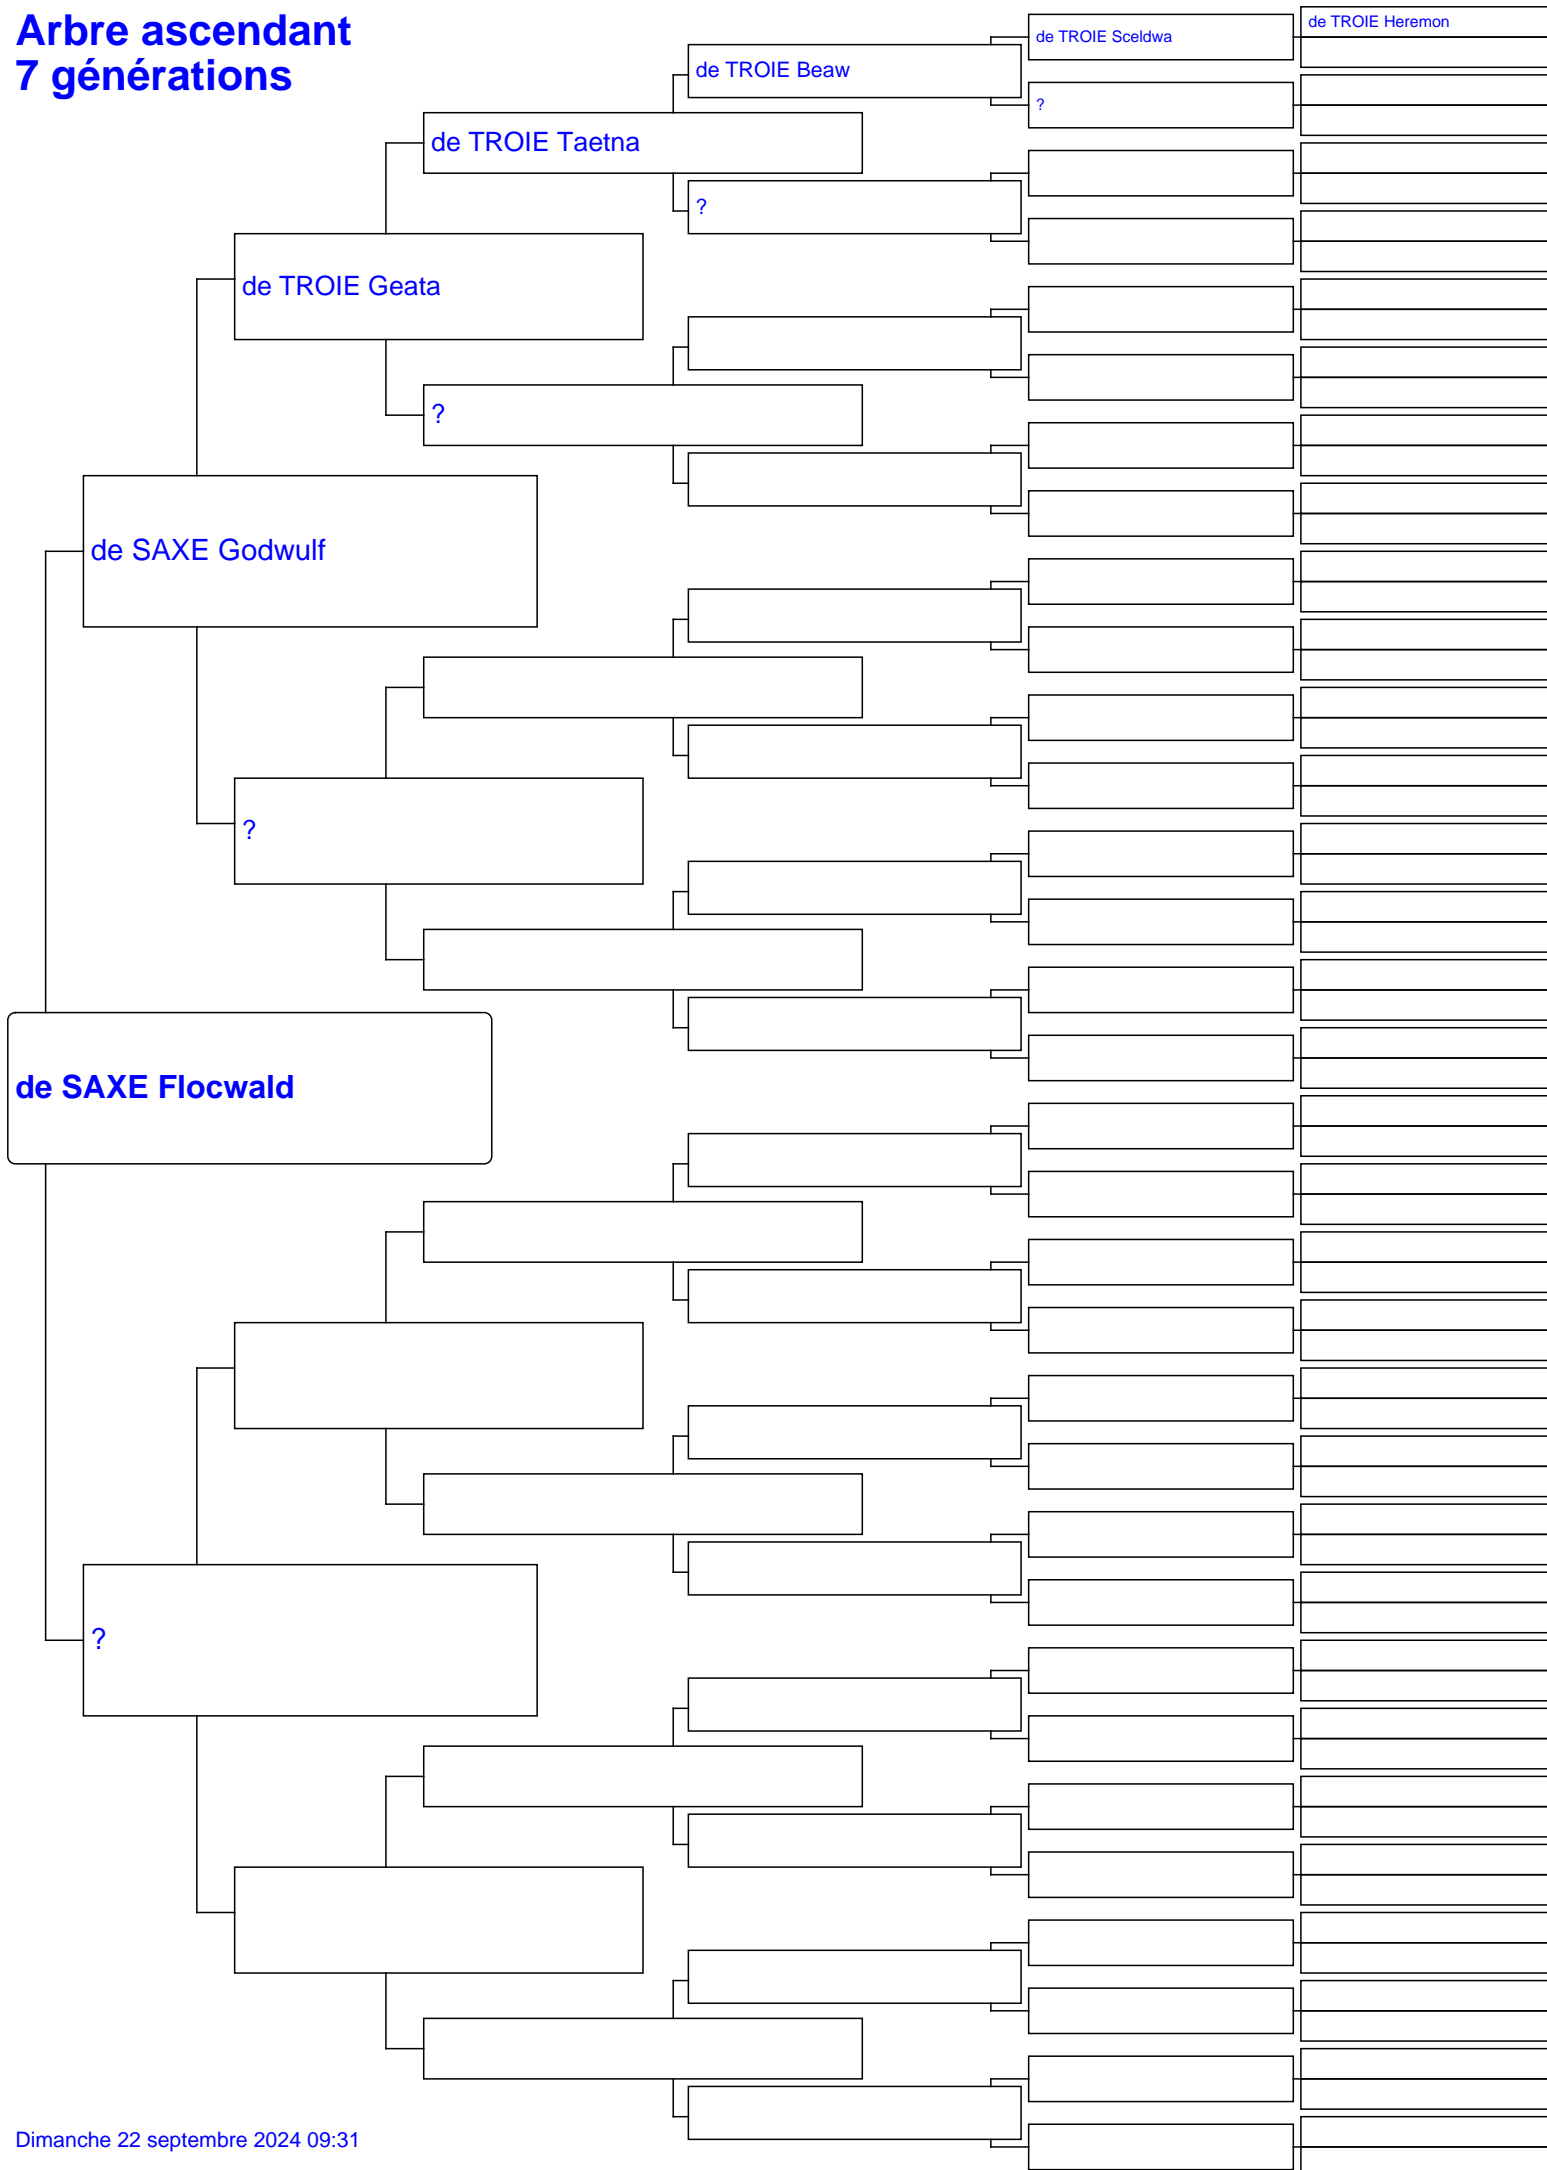 Arbre ascendant
7 générations
de TROIE Heremon
de TROIE Sceldwa
de TROIE Beaw
?
de TROIE Taetna
?
de TROIE Geata
?
de SAXE Godwulf
?
de SAXE Flocwald
?
Dimanche 22 septembre 2024 09:31